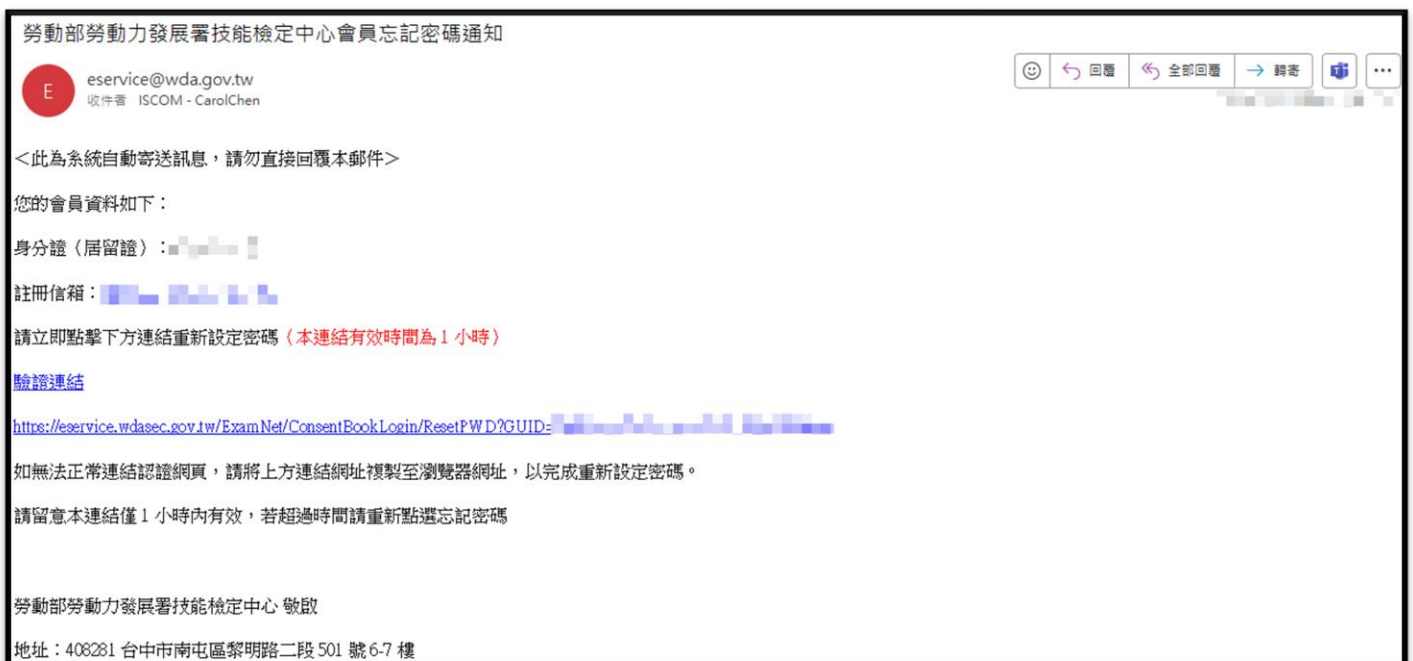 勞動部勞動力發展署技能檢定中心會員忘記密碼通知
E
eservice@wda.gov.tw
收件者 ISCOM - CarolChen
回覆
全部回覆
轉寄
<此為系統自動寄送訊息，請勿直接回覆本郵件>
您的會員資料如下：
身分證（居留證）：
註冊信箱：
請立即點擊下方連結重新設定密碼（本連結有效時間為 1 小時）
驗證連結
https://eservice.wdasec.gov.tw/ExamNet/ConsentBookLogin/ResetPWD?GUID=
如無法正常連結認證網頁，請將上方連結網址複製至瀏覽器網址，以完成重新設定密碼。
請留意本連結僅 1 小時內有效，若超過時間請重新點選忘記密碼
勞動部勞動力發展署技能檢定中心 敬啟
地址：408281 台中市南屯區黎明路二段 501 號 6-7 樓